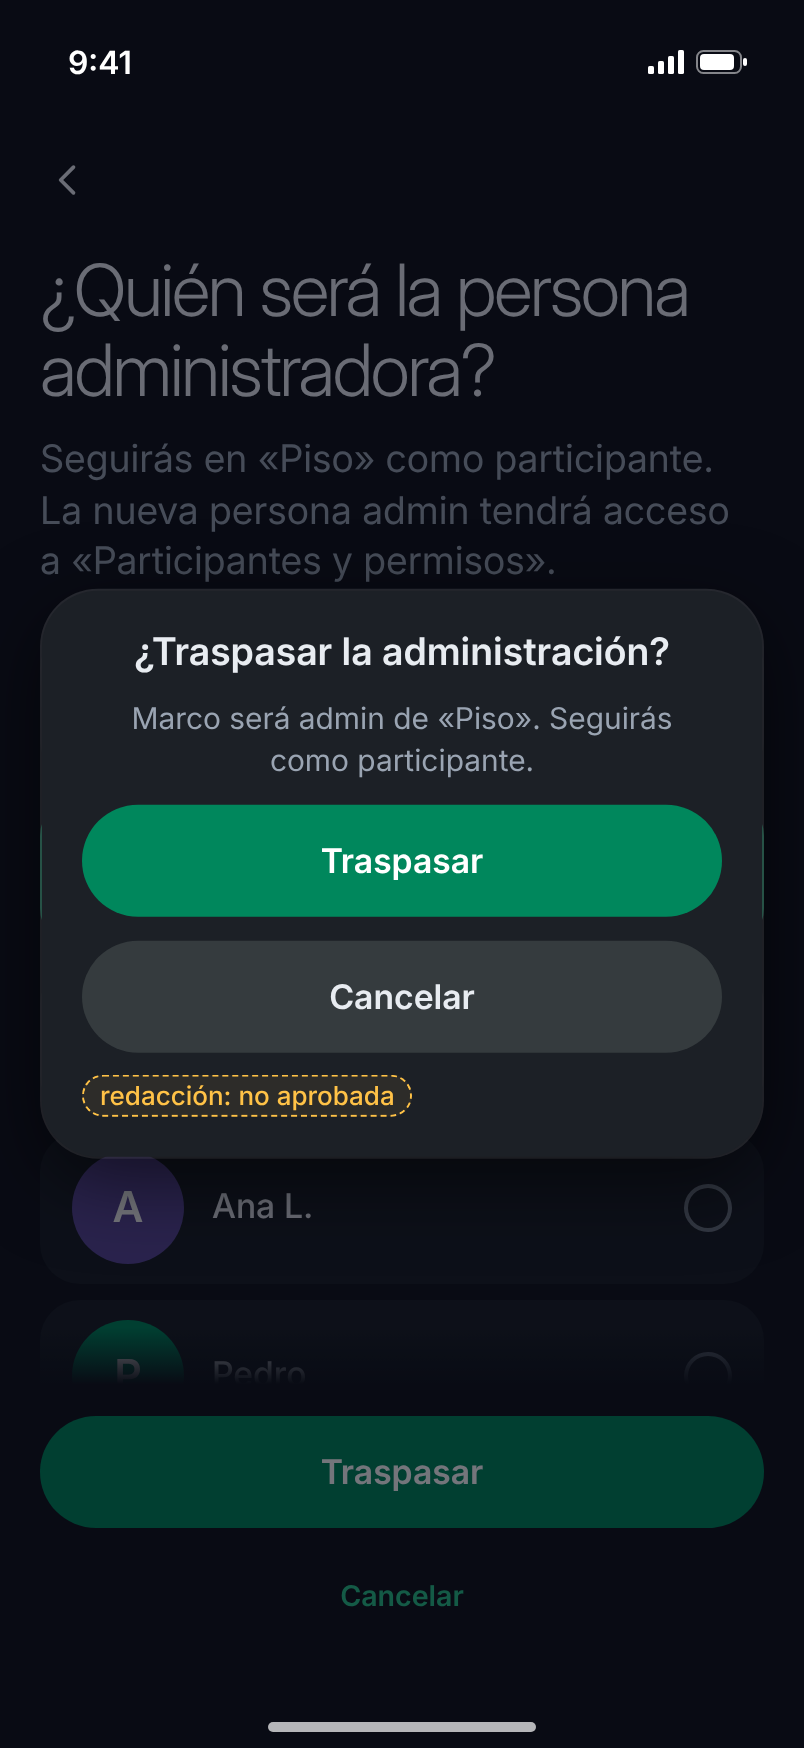 9:41
¿Quién será la persona
administradora?
Seguirás en «Piso» como participante.
La nueva persona admin tendrá acceso
a «Participantes y permisos».
¿Traspasar la administración?
Marco será admin de «Piso». Seguirás
como participante.
Traspasar
Cancelar
redacción: no aprobada
A
Ana L.
P
Pedro
Traspasar
Cancelar